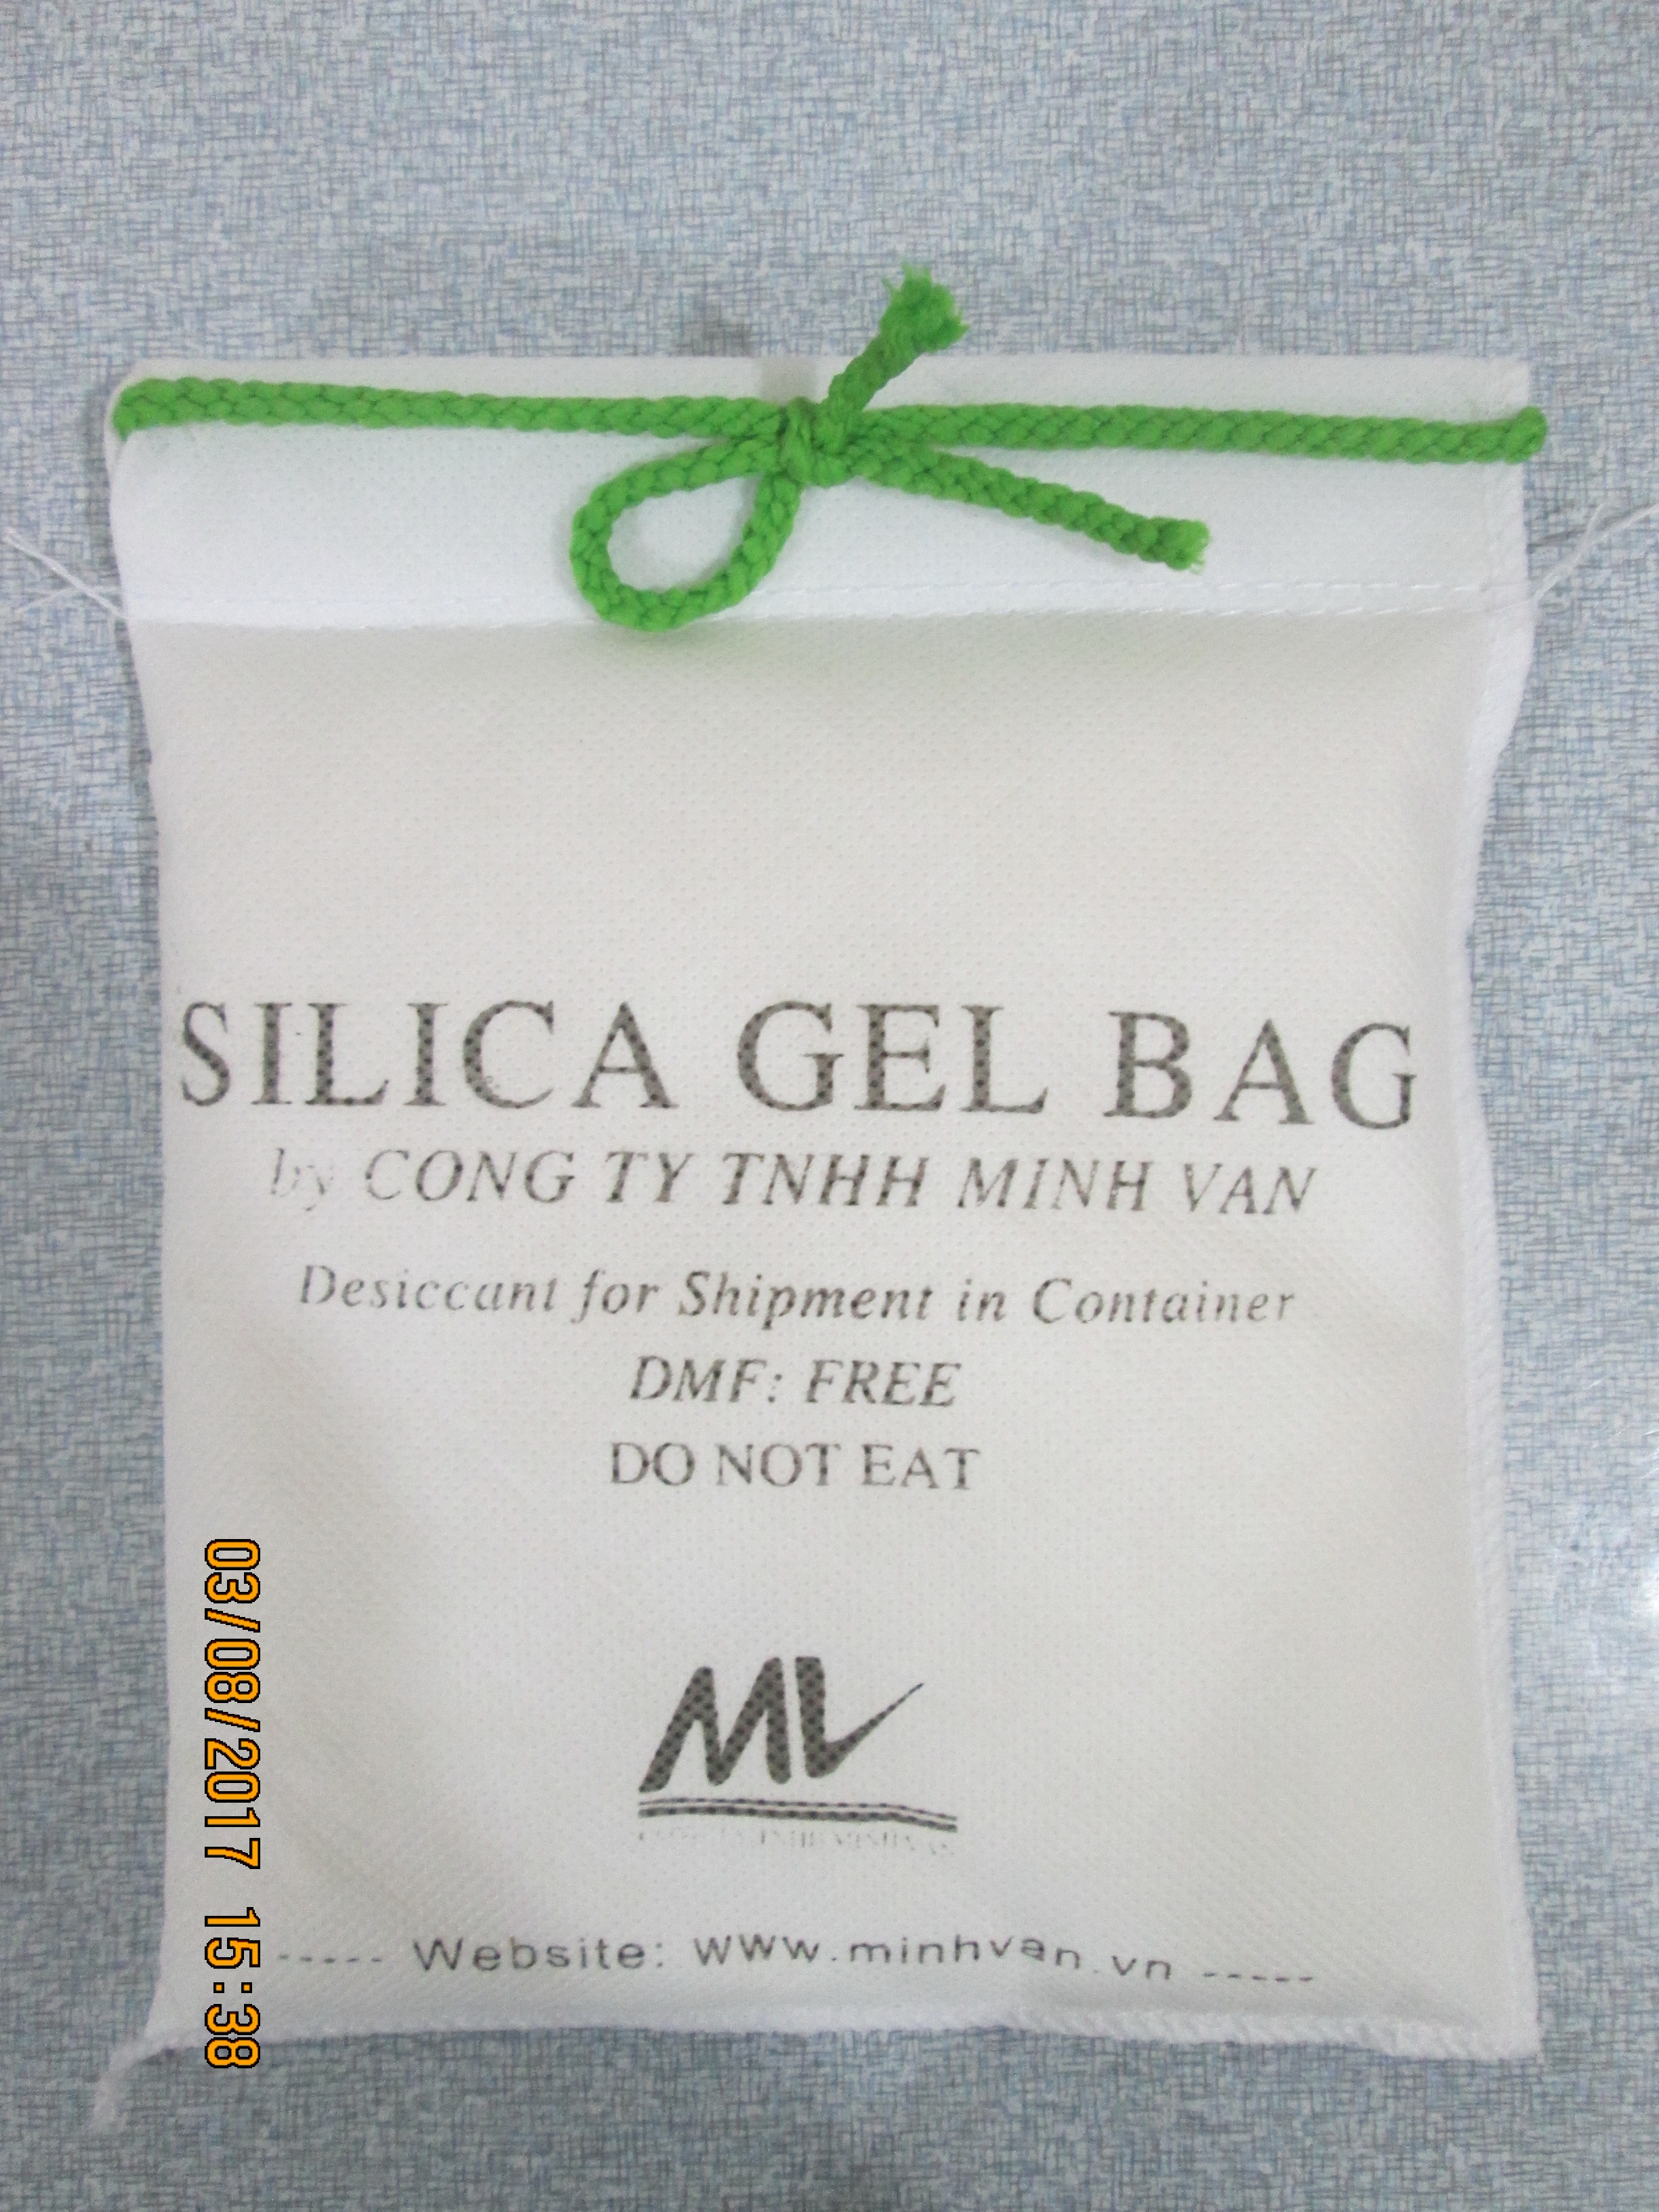 SILICA GEL BAG
by CONG TY TNHH MINH VAN
Desiccant for Shipment in Container
DMF: FREE
DO NOT EAT
MV
----- Website: www.minhvan.vn -----
03/08/2017 15:38